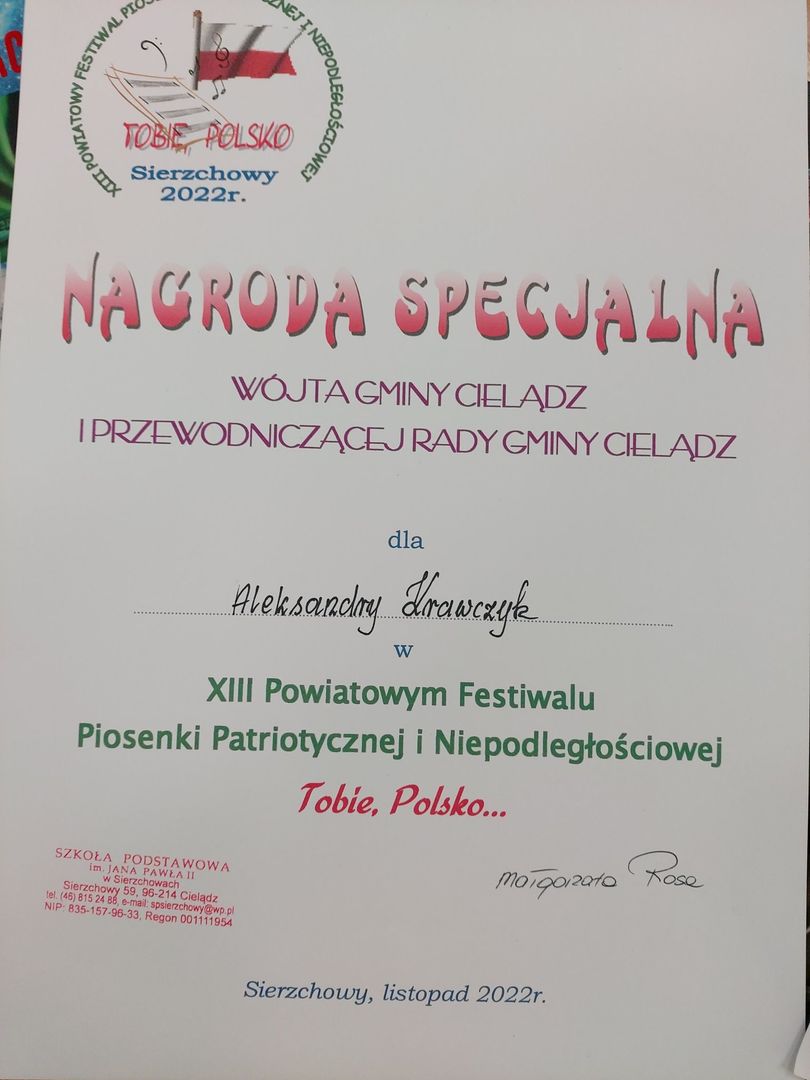 XIII POWIATOWY FESTIWAL NEJ I NIEPODLEGŁOŚCIOWEJ
TOBIE, POLSKO
Sierzchowy
2022r.
NAGRODA SPECJALNA
WÓJTA GMINY CIELĄDZ
I PRZEWODNICZĄCEJ RADY GMINY CIELĄDZ
dla
Aleksandry Krawczyk
w
XIII Powiatowym Festiwalu
Piosenki Patriotycznej i Niepodległościowej
Tobie, Polsko...
SZKOŁA PODSTAWOWA
im. JANA PAWŁA II
w Sierzchowach
Sierzchowy 59, 96-214 Cielądz
tel. (46) 815 24 88, e-mail: spsierzchowy@wp.pl
NIP: 835-157-96-33, Regon 001111954
Małgorzata Rosa
Sierzchowy, listopad 2022r.